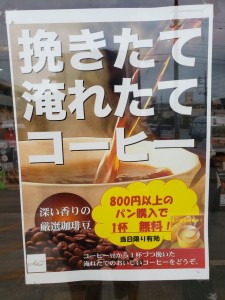 挽きたて
淹れたて
コーヒー
深い香りの
厳選珈琲豆
800円以上の
パン購入で
1杯 無料！
当日限り有効
コーヒー豆から1杯づつ挽いた
淹れたてのおいしいコーヒーをどうぞ。